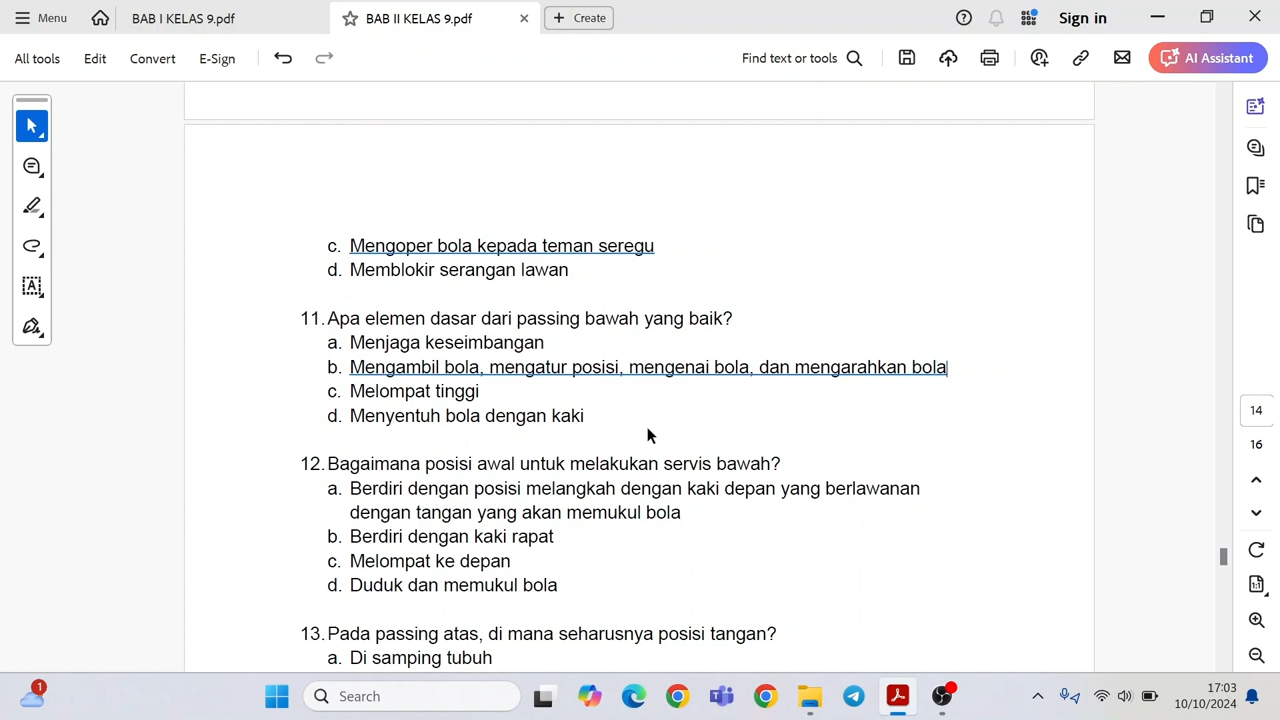 Menu
BAB I KELAS 9.pdf
BAB II KELAS 9.pdf
Create
Sign in
All tools
Edit
Convert
E-Sign
Find text or tools
AI Assistant
c. Mengoper bola kepada teman seregu
d. Memblokir serangan lawan
11. Apa elemen dasar dari passing bawah yang baik?
a. Menjaga keseimbangan
b. Mengambil bola, mengatur posisi, mengenai bola, dan mengarahkan bola
c. Melompat tinggi
d. Menyentuh bola dengan kaki
12. Bagaimana posisi awal untuk melakukan servis bawah?
a. Berdiri dengan posisi melangkah dengan kaki depan yang berlawanan
dengan tangan yang akan memukul bola
b. Berdiri dengan kaki rapat
c. Melompat ke depan
d. Duduk dan memukul bola
13. Pada passing atas, di mana seharusnya posisi tangan?
a. Di samping tubuh
14
16
1:1
1
Search
17:03
10/10/2024